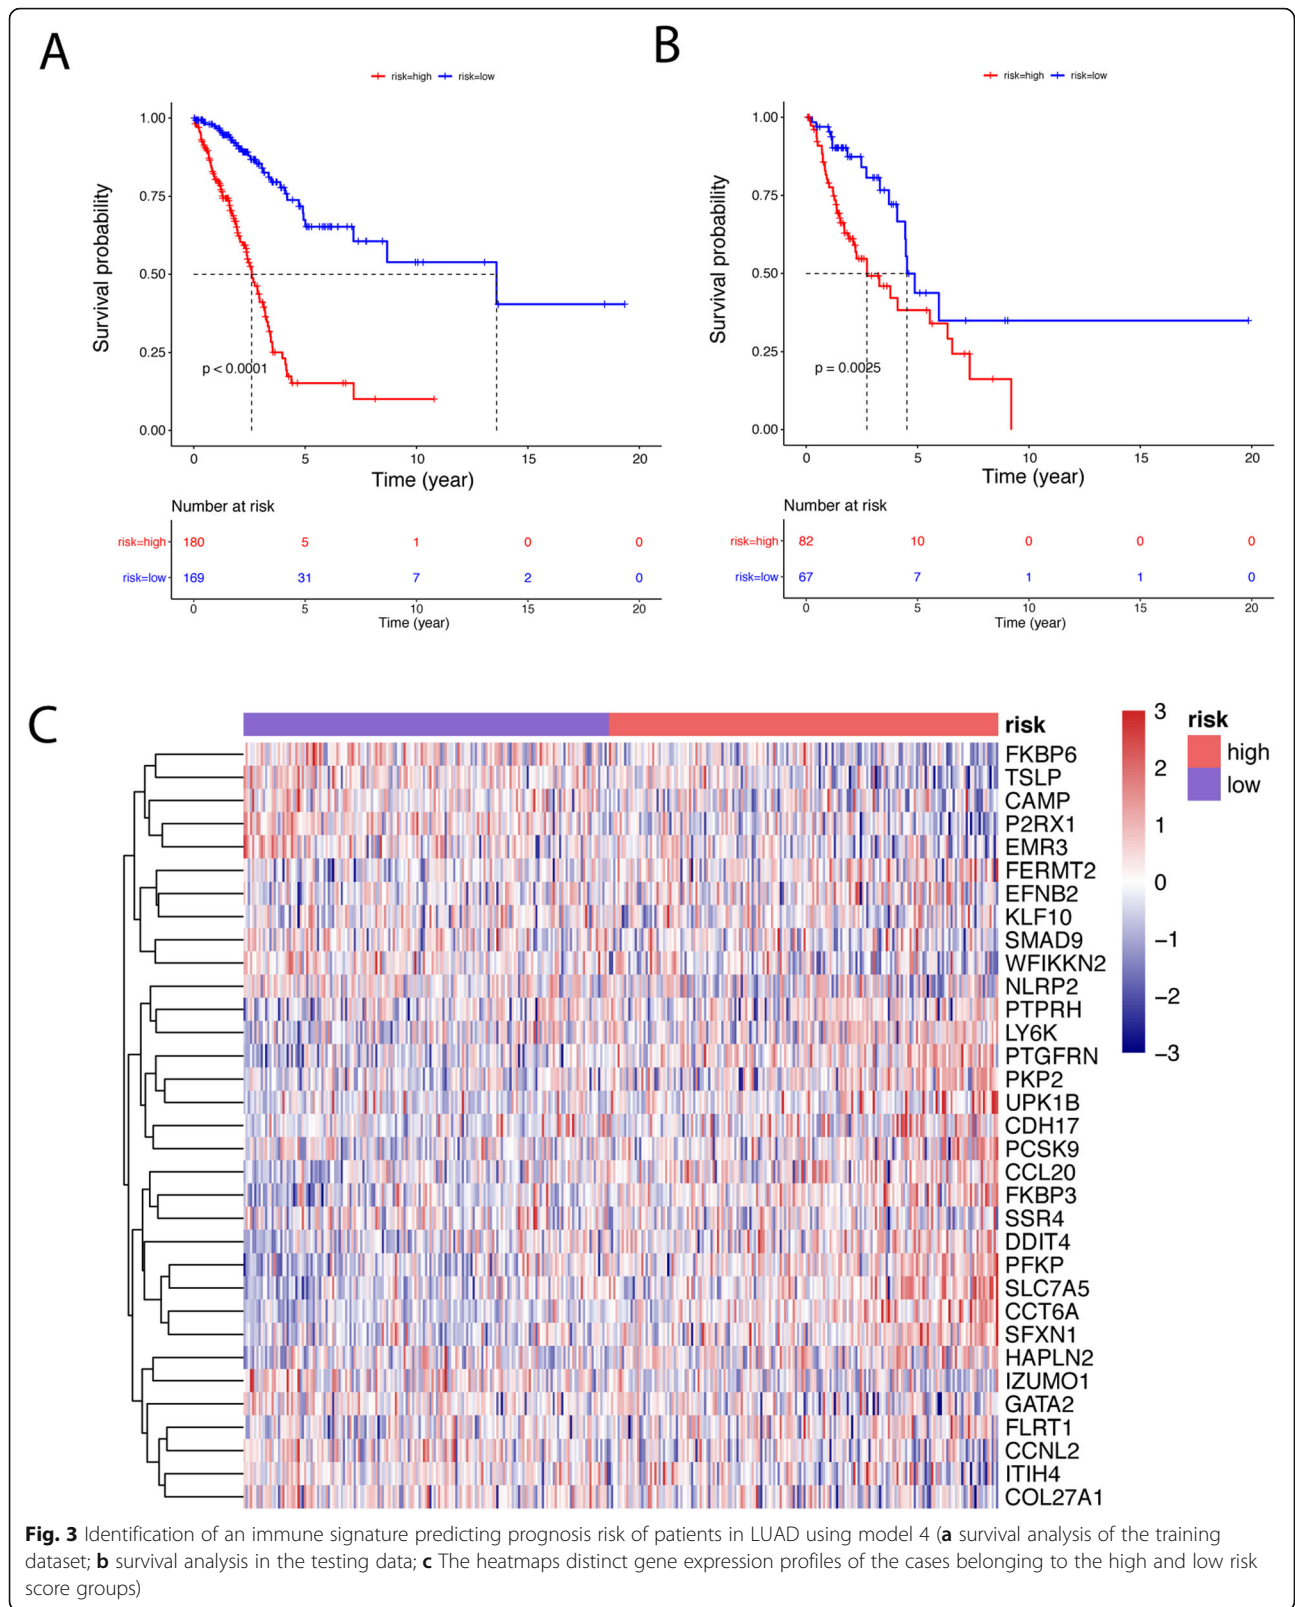 A
risk=high risk=low
Survival probability
1.00
0.75
0.50
0.25
0.00
p < 0.0001
0 5 10 15 20
Time (year)
Number at risk
risk=high 180 5 1 0 0
risk=low 169 31 7 2 0
0 5 10 15 20
Time (year)
B
risk=high risk=low
Survival probability
1.00
0.75
0.50
0.25
0.00
p = 0.0025
0 5 10 15 20
Time (year)
Number at risk
risk=high 82 10 0 0 0
risk=low 67 7 1 1 0
0 5 10 15 20
Time (year)
C
risk
FKBP6
TSLP
CAMP
P2RX1
EMR3
FERMT2
EFNB2
KLF10
SMAD9
WFIKKN2
NLRP2
PTPRH
LY6K
PTGFRN
PKP2
UPK1B
CDH17
PCSK9
CCL20
FKBP3
SSR4
DDIT4
PFKP
SLC7A5
CCT6A
SFXN1
HAPLN2
IZUMO1
GATA2
FLRT1
CCNL2
ITIH4
COL27A1
3
2
1
0
−1
−2
−3
risk
high
low
Fig. 3 Identification of an immune signature predicting prognosis risk of patients in LUAD using model 4 (a survival analysis of the training
dataset; b survival analysis in the testing data; c The heatmaps distinct gene expression profiles of the cases belonging to the high and low risk
score groups)